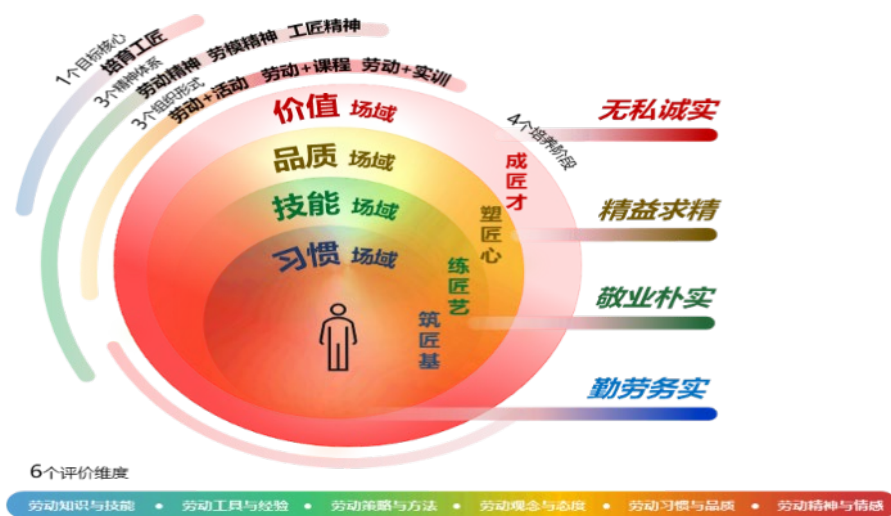 1个目标核心
培育工匠
3个精神体系
劳动精神 劳模精神 工匠精神
3个组织形式
劳动+活动 劳动+课程 劳动+实训
价值 场域
品质 场域
技能 场域
习惯 场域
4个培养阶段
成匠才
塑匠心
练匠艺
筑匠基
无私诚实
精益求精
敬业朴实
勤劳务实
6个评价维度
劳动知识与技能 • 劳动工具与经验 • 劳动策略与方法 • 劳动观念与态度 • 劳动习惯与品质 • 劳动精神与情感